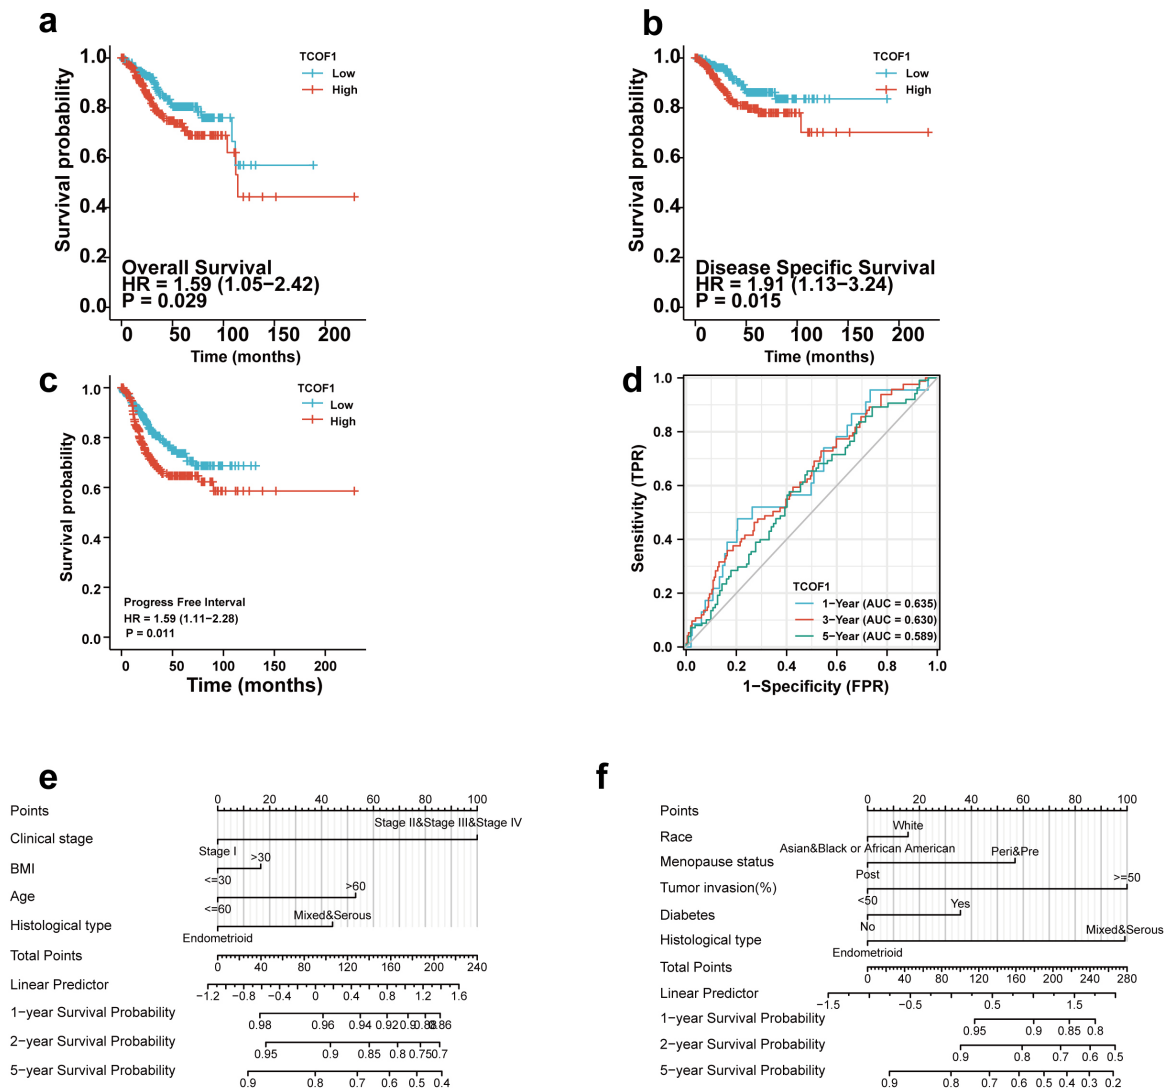 a
1.0
0.8
0.6
0.4
0.2
0.0
Survival probability
TCOF1
Low
High
Overall Survival
HR = 1.59 (1.05−2.42)
P = 0.029
0 50 100 150 200
Time (months)
b
1.0
0.8
0.6
0.4
0.2
0.0
Survival probability
TCOF1
Low
High
Disease Specific Survival
HR = 1.91 (1.13−3.24)
P = 0.015
0 50 100 150 200
Time (months)
c
1.0
0.8
0.6
0.4
0.2
0.0
Survival probability
TCOF1
Low
High
Progress Free Interval
HR = 1.59 (1.11−2.28)
P = 0.011
0 50 100 150 200
Time (months)
d
1.0
0.8
0.6
0.4
0.2
0.0
Sensitivity (TPR)
TCOF1
1−Year (AUC = 0.635)
3−Year (AUC = 0.630)
5−Year (AUC = 0.589)
0.0 0.2 0.4 0.6 0.8 1.0
1−Specificity (FPR)
e
0 20 40 60 80 100
Points
Stage II&Stage III&Stage IV
Clinical stage
Stage I
>30
BMI
<=30
>60
Age
<=60
Mixed&Serous
Histological type
Endometrioid
Total Points
0 40 80 100 120 140 160 180 200 240
Linear Predictor
−1.2 −0.8 −0.4 0 0.4 0.8 1.2 1.6
1−year Survival Probability
0.98 0.96 0.94 0.92 0.9 0.88 0.86
2−year Survival Probability
0.95 0.9 0.85 0.8 0.75 0.7
5−year Survival Probability
0.9 0.8 0.7 0.6 0.5 0.4
f
0 20 40 60 80 100
Points
White
Race
Asian&Black or African American
Peri&Pre
Menopause status
Post
>=50
Tumor invasion(%)
<50
Yes
Diabetes
No
Mixed&Serous
Histological type
Endometrioid
Total Points
0 40 80 120 160 200 240 280
Linear Predictor
−1.5 −0.5 0.5 1.5
1−year Survival Probability
0.95 0.9 0.85 0.8
2−year Survival Probability
0.9 0.8 0.7 0.6 0.5
5−year Survival Probability
0.9 0.8 0.7 0.6 0.5 0.4 0.3 0.2